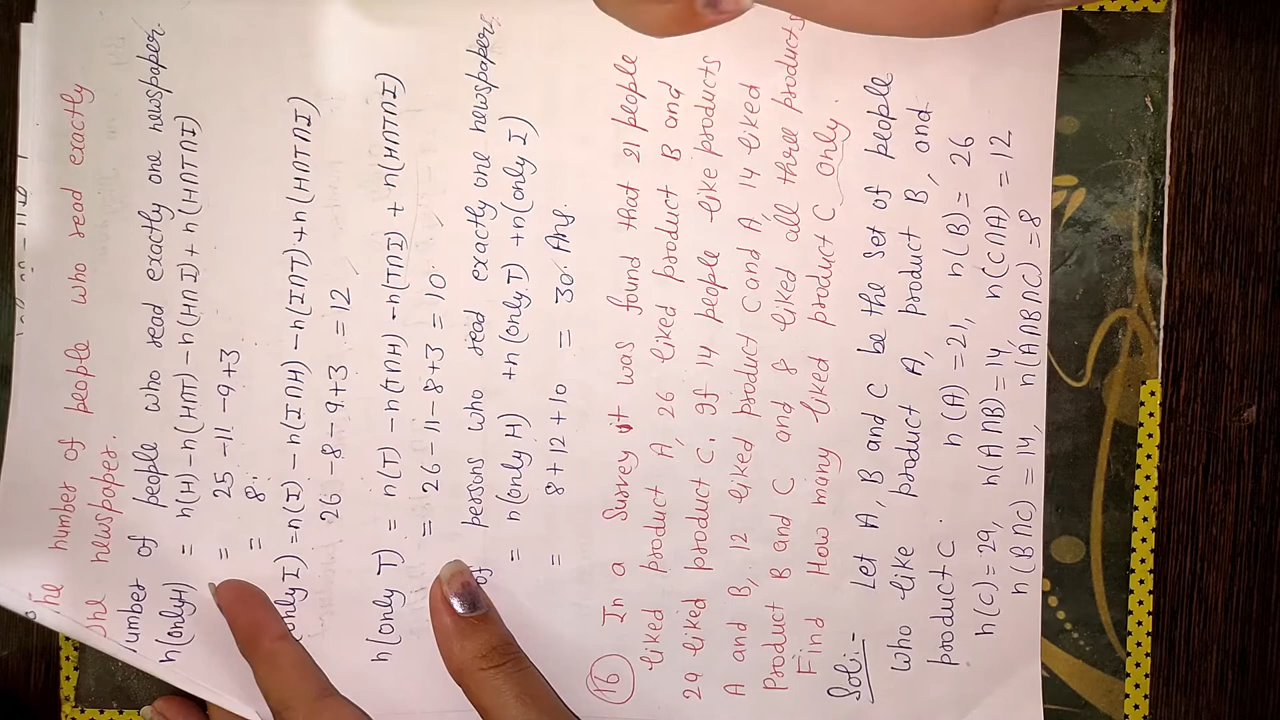 The number of people who read exactly
One newspaper.
number of people who read exactly one newspaper.
n(only H) = n(H) - n(H∩T) - n(H∩I) + n(H∩T∩I)
= 25 - 11 - 9 + 3
= 8.
(only I) = n(I) - n(I∩H) - n(I∩T) + n(H∩T∩I)
26 - 8 - 9 + 3 = 12
n(only T) = n(T) - n(T∩H) - n(T∩I) + n(H∩T∩I)
= 26 - 11 - 8 + 3 = 10.
of persons who read exactly one newspapers.
= n(only H) + n(only T) + n(only I)
= 8 + 12 + 10 = 30. Ans.
16 In a Survey it was found that 21 people
liked product A, 26 liked product B and
29 liked product C. If 14 people like products
A and B, 12 liked product C and A, 14 liked
product B and C and 8 liked all three products
Find How many liked product C only.
Soln:- Let A, B and C be the set of people
who like product A, product B, and
product C.
n(A) = 21, n(B) = 26
n(C) = 29, n(A∩B) = 14, n(C∩A) = 12
n(B∩C) = 14, n(A∩B∩C) = 8